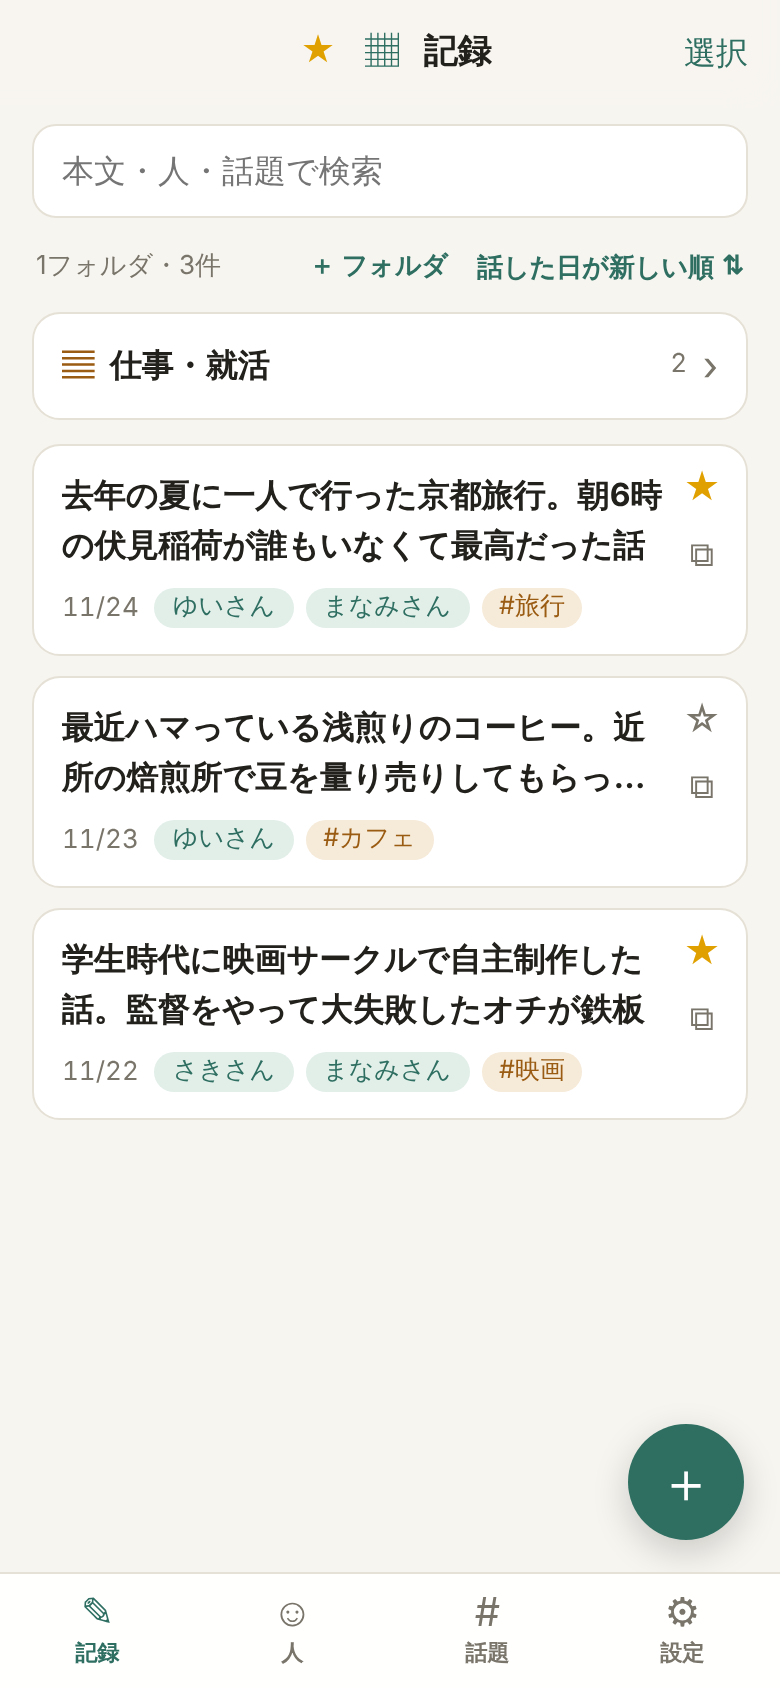 ★ ▦ 記録 選択
本文・人・話題で検索
1フォルダ・3件 + フォルダ 話した日が新しい順 ⇅
▤ 仕事・就活 2 ›
去年の夏に一人で行った京都旅行。朝6時 ★
の伏見稲荷が誰もいなくて最高だった話 ⧉
11/24 ゆいさん まなみさん #旅行
最近ハマっている浅煎りのコーヒー。近 ☆
所の焙煎所で豆を量り売りしてもらっ… ⧉
11/23 ゆいさん #カフェ
学生時代に映画サークルで自主制作した ★
話。監督をやって大失敗したオチが鉄板 ⧉
11/22 さきさん まなみさん #映画
+
✎ ☺ # ⚙
記録 人 話題 設定